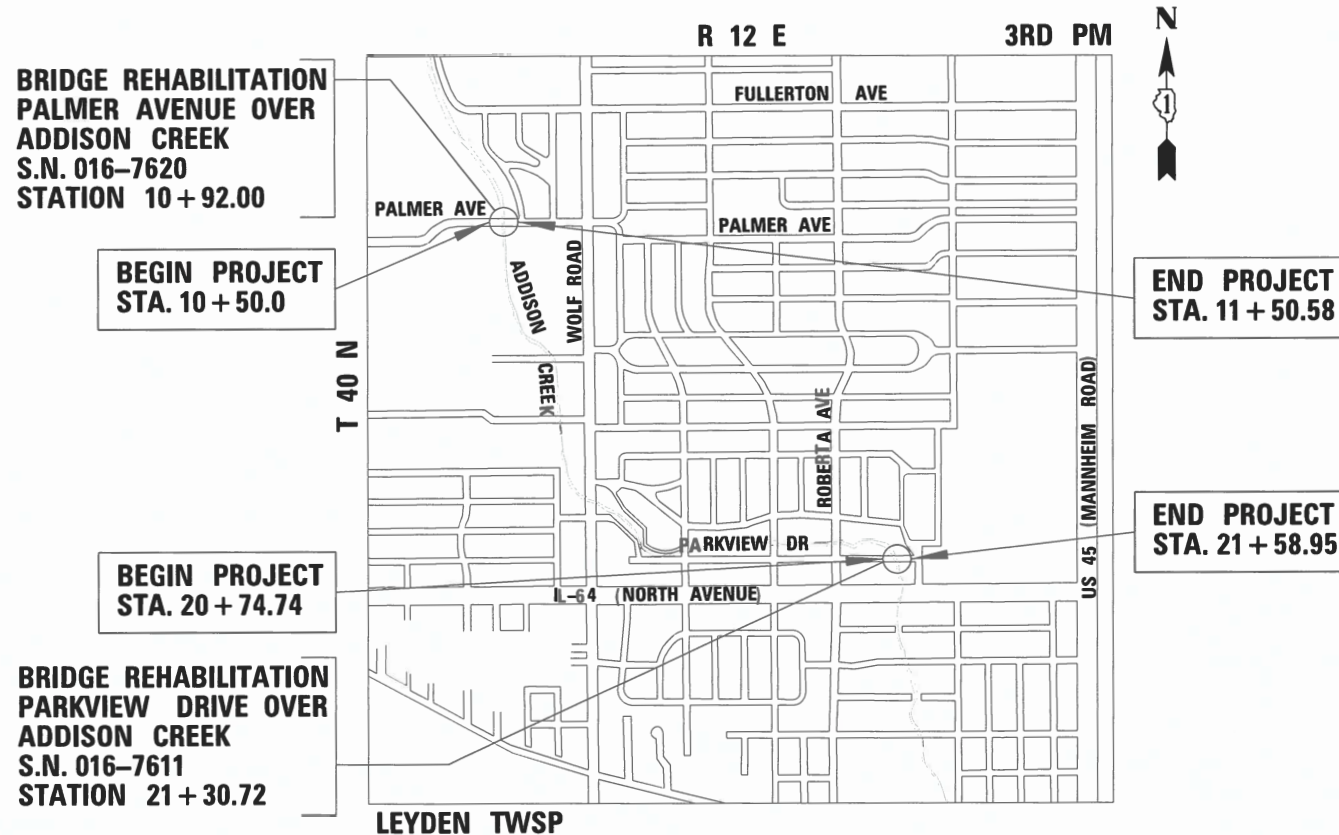 R 12 E
3RD PM
N
1
BRIDGE REHABILITATION
PALMER AVENUE OVER
ADDISON CREEK
S.N. 016-7620
STATION 10+92.00
FULLERTON AVE
PALMER AVE
PALMER AVE
BEGIN PROJECT
STA. 10+50.0
END PROJECT
STA. 11+50.58
ADDISON CREEK
WOLF ROAD
T 40 N
ROBERTA AVE
US 45 (MANNHEIM ROAD)
PARKVIEW DR
END PROJECT
STA. 21+58.95
BEGIN PROJECT
STA. 20+74.74
IL-64 (NORTH AVENUE)
BRIDGE REHABILITATION
PARKVIEW DRIVE OVER
ADDISON CREEK
S.N. 016-7611
STATION 21+30.72
LEYDEN TWSP